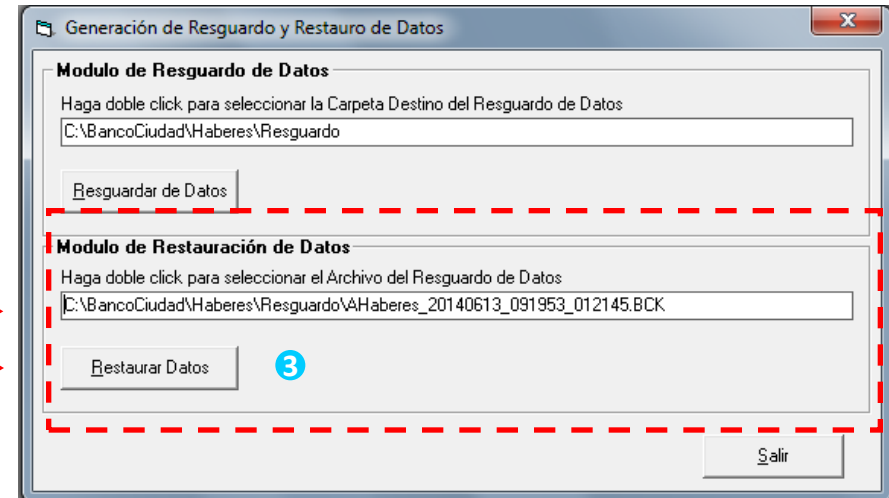 Generación de Resguardo y Restauro de Datos
Modulo de Resguardo de Datos
Haga doble click para seleccionar la Carpeta Destino del Resguardo de Datos
C:\BancoCiudad\Haberes\Resguardo
Resguardar de Datos
Modulo de Restauración de Datos
Haga doble click para seleccionar el Archivo del Resguardo de Datos
C:\BancoCiudad\Haberes\Resguardo\AHaberes_20140613_091953_012145.BCK
Restaurar Datos
3
Salir